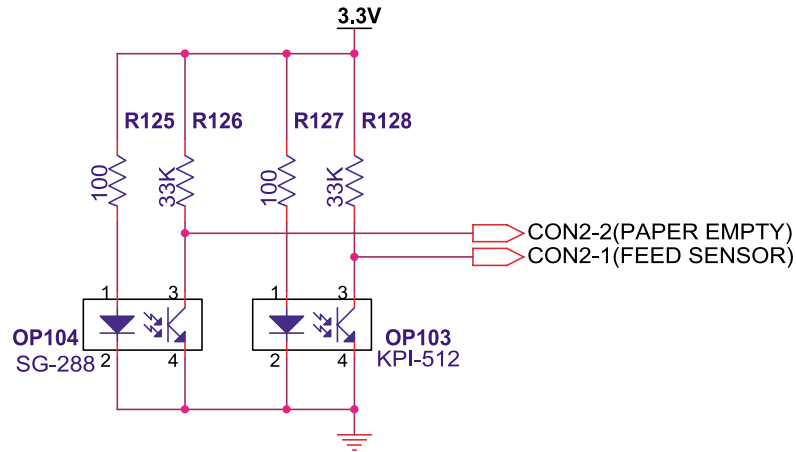 3.3V
R125 R126 R127 R128
100 33K 100 33K
CON2-2(PAPER EMPTY)
CON2-1(FEED SENSOR)
1 3 1 3
OP104 OP103
SG-288 2 4 2 4 KPI-512